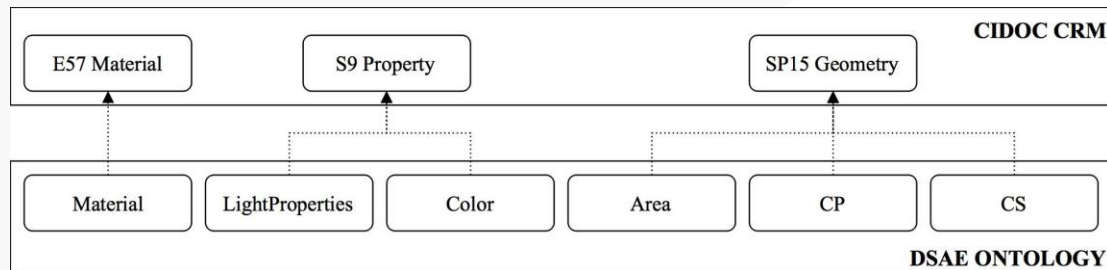 CIDOC CRM
E57 Material
S9 Property
SP15 Geometry
Material
LightProperties
Color
Area
CP
CS
DSAE ONTOLOGY